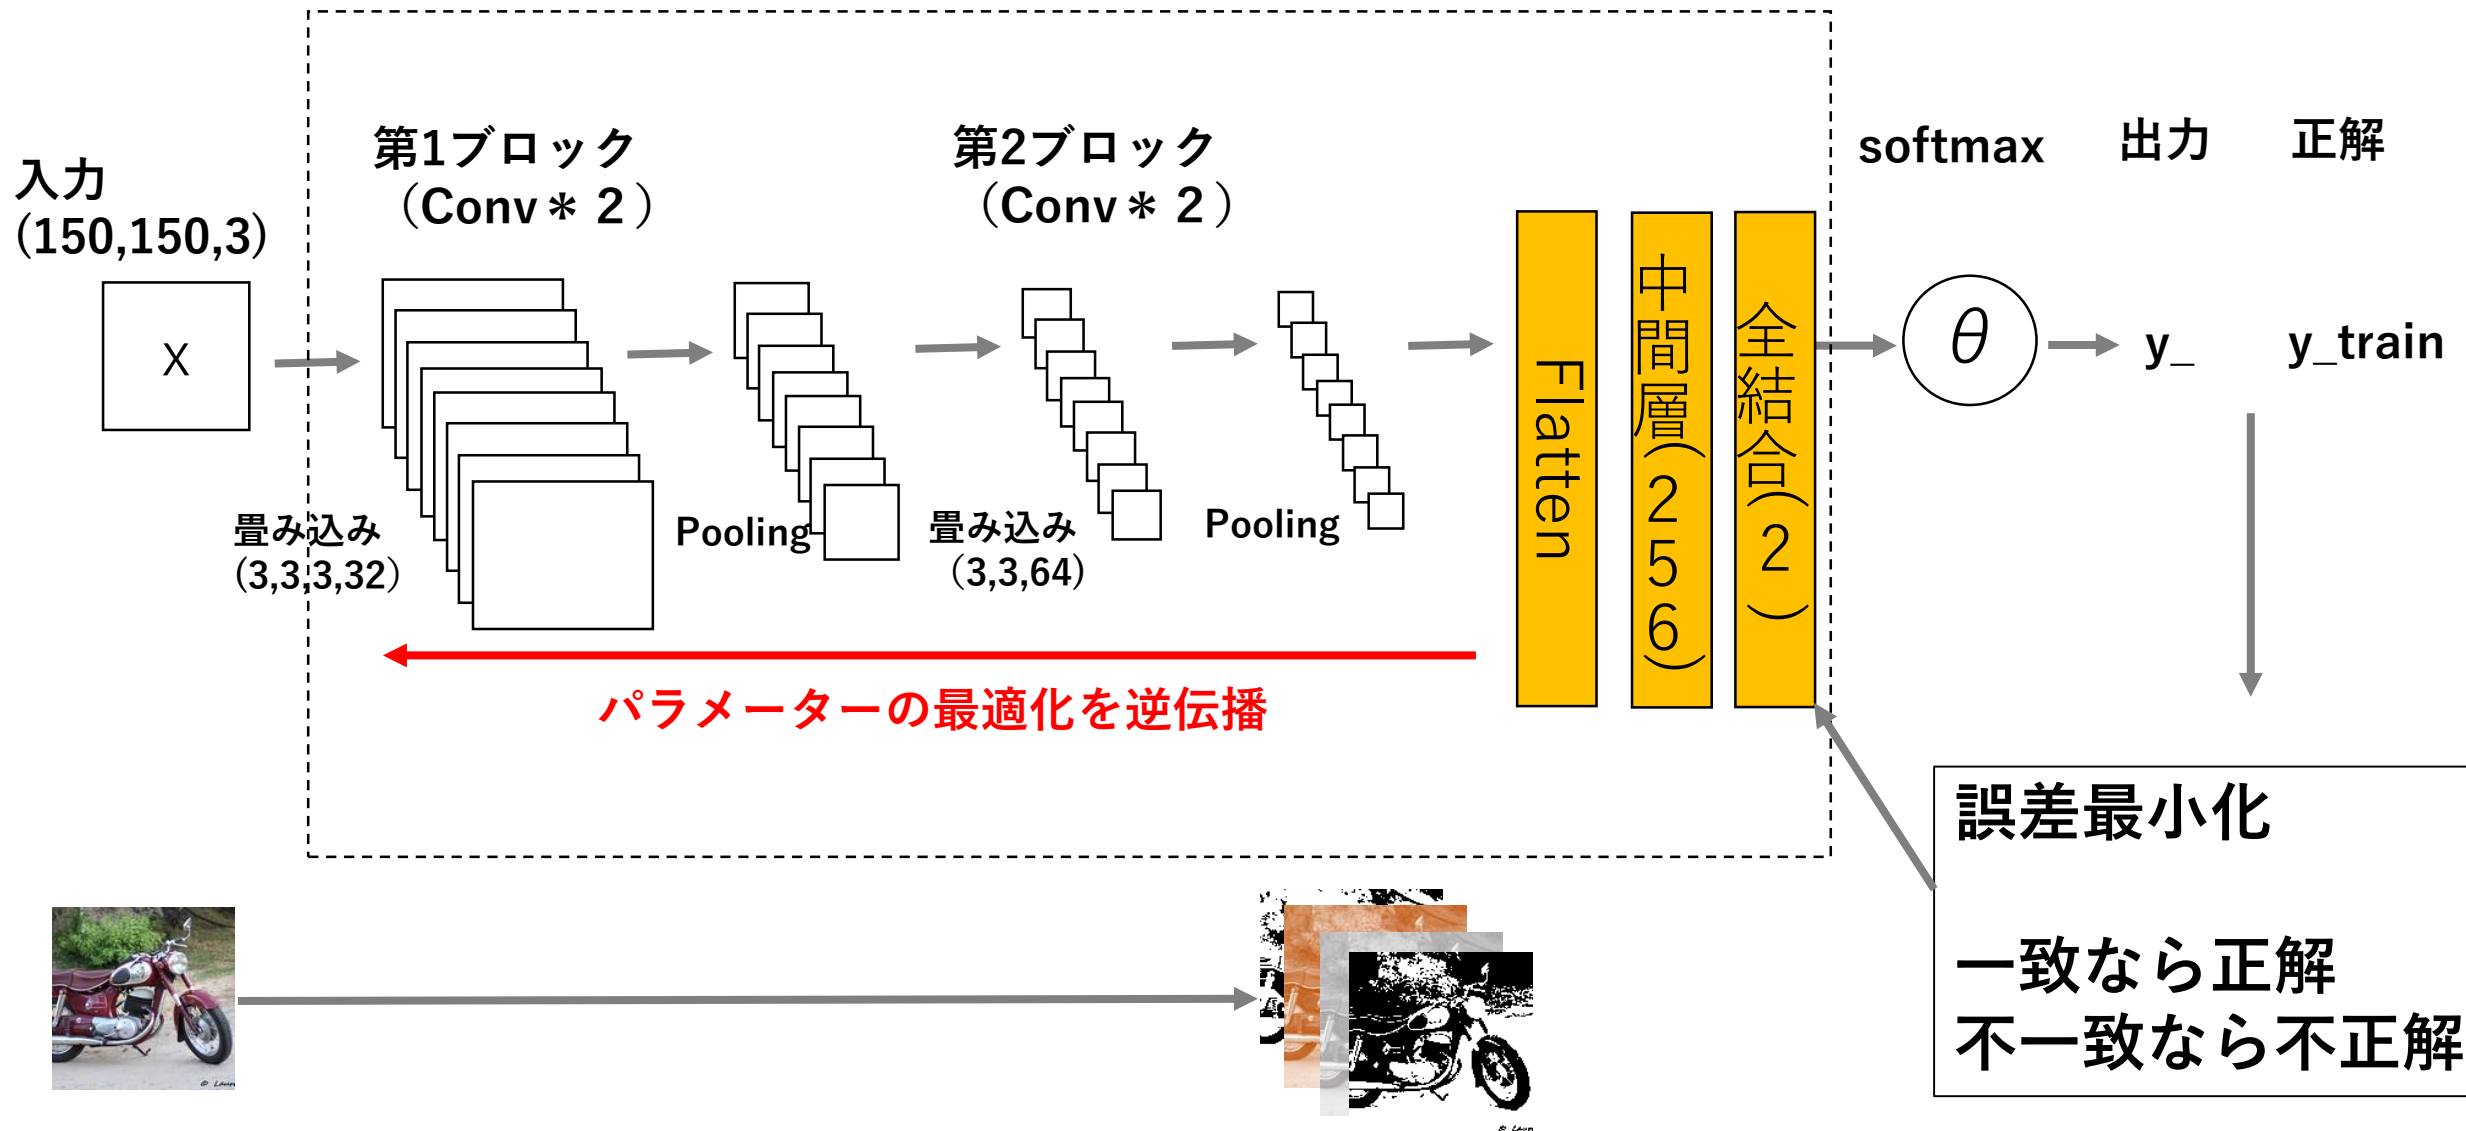 入力
(150,150,3)
X
第1ブロック
（Conv＊２）
畳み込み
(3,3,3,32)
Pooling
第2ブロック
（Conv＊２）
畳み込み
（3,3,64）
Pooling
Flatten
中間層(２５６)
全結合(２)
softmax
θ
出力
y_
正解
y_train
パラメーターの最適化を逆伝播
誤差最小化
一致なら正解
不一致なら不正解